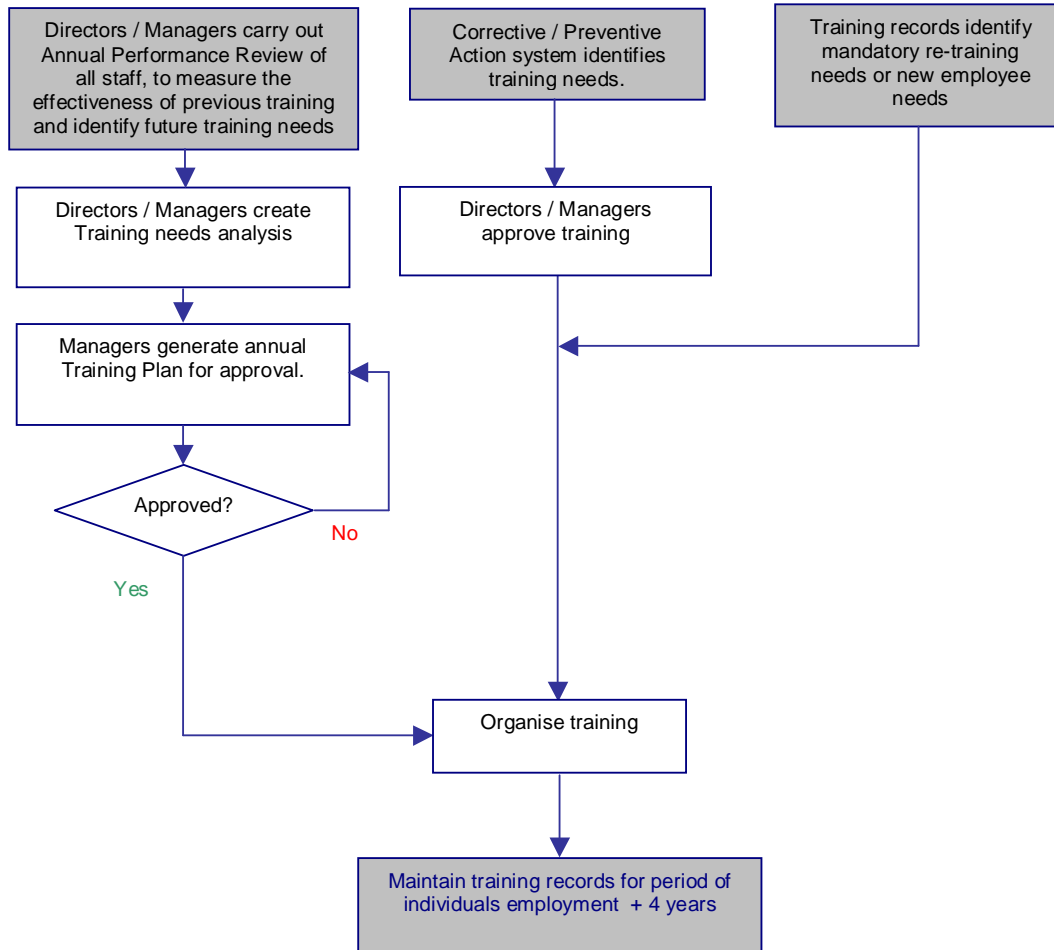 Directors / Managers carry out
Annual Performance Review of
all staff, to measure the
effectiveness of previous training
and identify future training needs
Corrective / Preventive
Action system identifies
training needs.
Training records identify
mandatory re-training
needs or new employee
needs
Directors / Managers create
Training needs analysis
Directors / Managers
approve training
Managers generate annual
Training Plan for approval.
Approved?
No
Yes
Organise training
Maintain training records for period of
individuals employment + 4 years